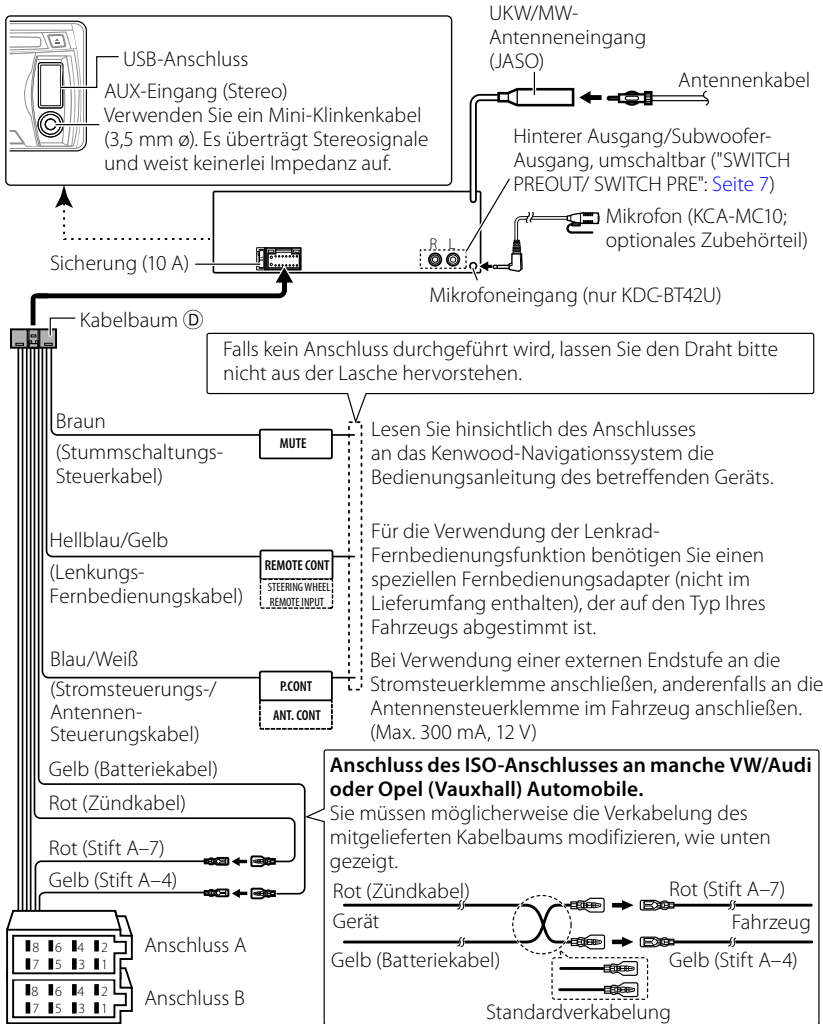 UKW/MW-
Antenneneingang
(JASO)
Antennenkabel
USB-Anschluss
AUX-Eingang (Stereo)
Verwenden Sie ein Mini-Klinkenkabel
(3,5 mm ø). Es überträgt Stereosignale
und weist keinerlei Impedanz auf.
Hinterer Ausgang/Subwoofer-
Ausgang, umschaltbar ("SWITCH
PREOUT/ SWITCH PRE": Seite 7)
R L
Mikrofon (KCA-MC10;
optionales Zubehörteil)
Sicherung (10 A)
Mikrofoneingang (nur KDC-BT42U)
Kabelbaum Ⓓ
Falls kein Anschluss durchgeführt wird, lassen Sie den Draht bitte
nicht aus der Lasche hervorstehen.
Braun
(Stummschaltungs-
Steuerkabel)
MUTE
Lesen Sie hinsichtlich des Anschlusses
an das Kenwood-Navigationssystem die
Bedienungsanleitung des betreffenden Geräts.
Hellblau/Gelb
(Lenkungs-
Fernbedienungskabel)
REMOTE CONT
STEERING WHEEL
REMOTE INPUT
Für die Verwendung der Lenkrad-
Fernbedienungsfunktion benötigen Sie einen
speziellen Fernbedienungsadapter (nicht im
Lieferumfang enthalten), der auf den Typ Ihres
Fahrzeugs abgestimmt ist.
Blau/Weiß
(Stromsteuerungs-/
Antennen-
Steuerungskabel)
P.CONT
ANT. CONT
Bei Verwendung einer externen Endstufe an die
Stromsteuerklemme anschließen, anderenfalls an die
Antennensteuerklemme im Fahrzeug anschließen.
(Max. 300 mA, 12 V)
Gelb (Batteriekabel)
Rot (Zündkabel)
Rot (Stift A–7)
Gelb (Stift A–4)
8 6 4 2
7 5 3 1
Anschluss A
8 6 4 2
7 5 3 1
Anschluss B
Anschluss des ISO-Anschlusses an manche VW/Audi
oder Opel (Vauxhall) Automobile.
Sie müssen möglicherweise die Verkabelung des
mitgelieferten Kabelbaums modifizieren, wie unten
gezeigt.
Rot (Zündkabel)
Rot (Stift A–7)
Gerät
Fahrzeug
Gelb (Batteriekabel)
Gelb (Stift A–4)
Standardverkabelung